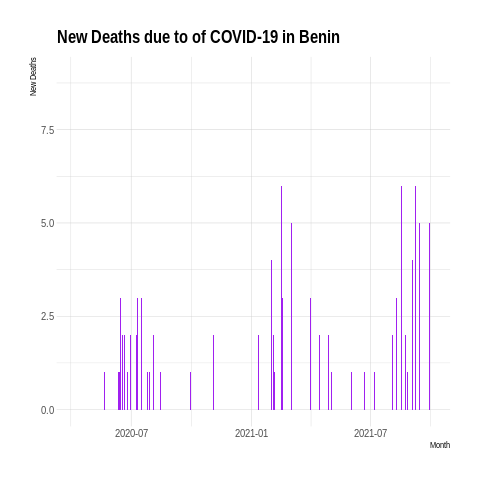 New Deaths due to of COVID-19 in Benin
New Deaths
7.5
5.0
2.5
0.0
2020-07
2021-01
2021-07
Month